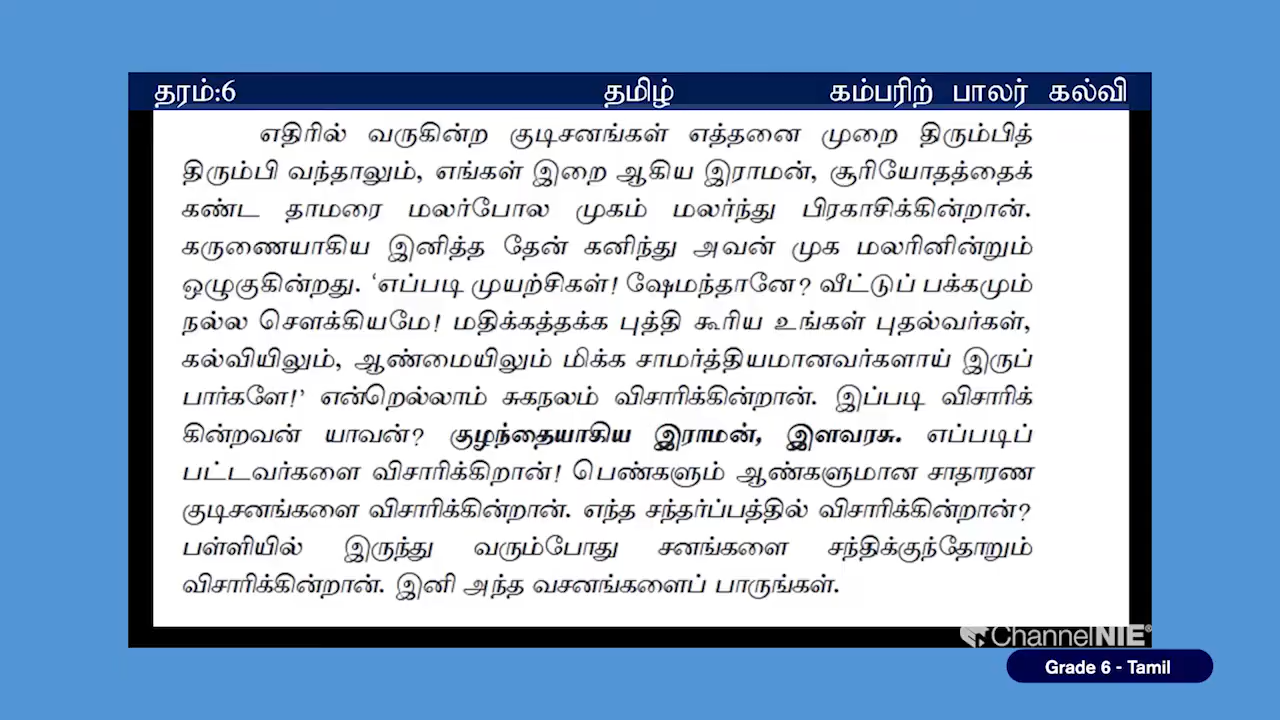 தரம்:6 தமிழ் கம்பரிற் பாலர் கல்வி
எதிரில் வருகின்ற குடிசனங்கள் எத்தனை முறை திரும்பித்
திரும்பி வந்தாலும், எங்கள் இறை ஆகிய இராமன், சூரியோதத்தைக்
கண்ட தாமரை மலர்போல முகம் மலர்ந்து பிரகாசிக்கின்றான்.
கருணையாகிய இனித்த தேன் கனிந்து அவன் முக மலரினின்றும்
ஒழுகுகின்றது. ‘எப்படி முயற்சிகள்! ஷேமந்தானே? வீட்டுப் பக்கமும்
நல்ல சௌக்கியமே! மதிக்கத்தக்க புத்தி கூரிய உங்கள் புதல்வர்கள்,
கல்வியிலும், ஆண்மையிலும் மிக்க சாமர்த்தியமானவர்களாய் இருப்
பார்களே!’ என்றெல்லாம் சுகநலம் விசாரிக்கின்றான். இப்படி விசாரிக்
கின்றவன் யாவன்? குழந்தையாகிய இராமன், இளவரசு. எப்படிப்
பட்டவர்களை விசாரிக்கிறான்! பெண்களும் ஆண்களுமான சாதாரண
குடிசனங்களை விசாரிக்கின்றான். எந்த சந்தர்ப்பத்தில் விசாரிக்கின்றான்?
பள்ளியில் இருந்து வரும்போது சனங்களை சந்திக்குந்தோறும்
விசாரிக்கின்றான். இனி அந்த வசனங்களைப் பாருங்கள்.
ChannelNIE®
Grade 6 - Tamil